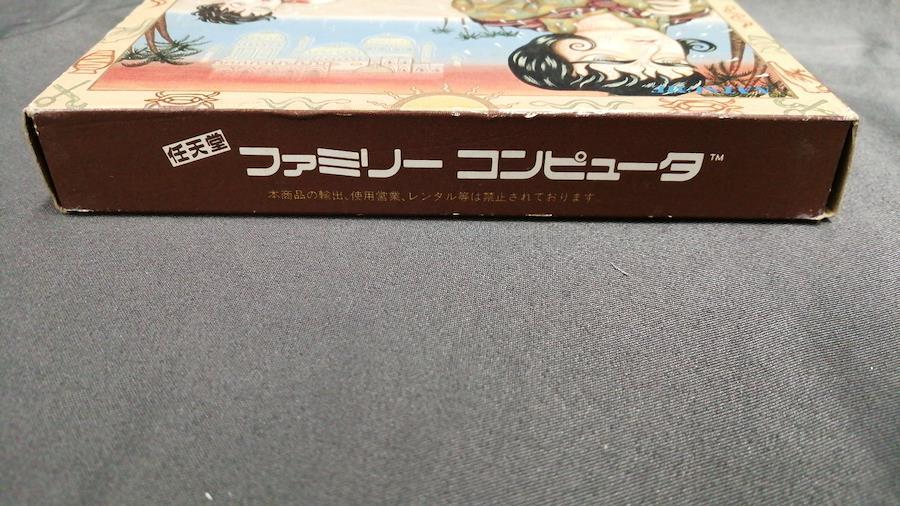 任天堂
ファミリー コンピュータ™
本商品の輸出、使用営業、レンタル等は禁止されております。